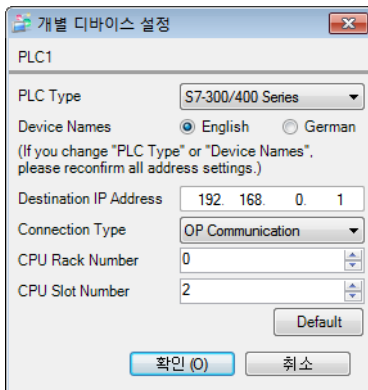 개별 디바이스 설정
PLC1
PLC Type S7-300/400 Series
Device Names English German
(If you change "PLC Type" or "Device Names",
please reconfirm all address settings.)
Destination IP Address 192. 168. 0. 1
Connection Type OP Communication
CPU Rack Number 0
CPU Slot Number 2
Default
확인 (O) 취소